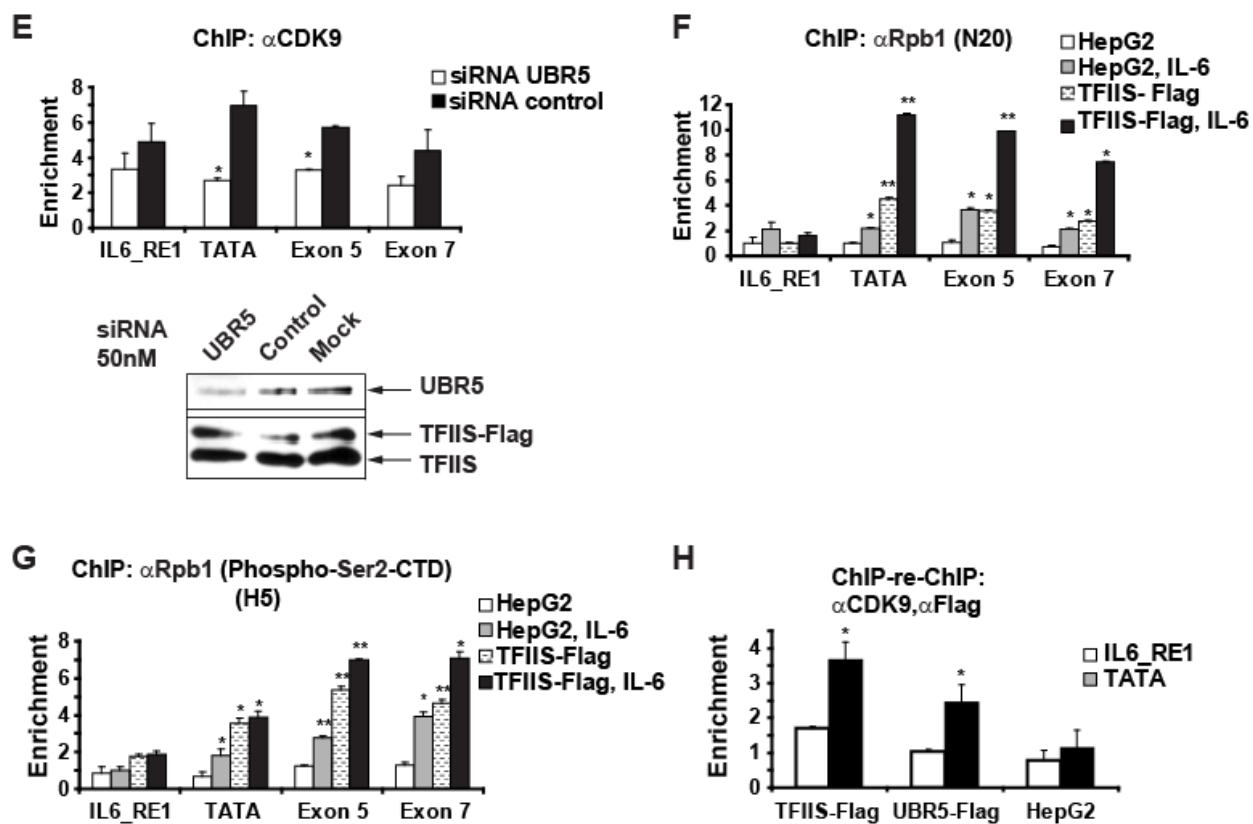 E
ChIP: αCDK9
siRNA UBR5
siRNA control
Enrichment
8
6
4
2
0
* *
IL6_RE1 TATA Exon 5 Exon 7
siRNA
50nM
UBR5 Control Mock
UBR5
TFIIS-Flag
TFIIS
F
ChIP: αRpb1 (N20)
HepG2
HepG2, IL-6
TFIIS- Flag
TFIIS-Flag, IL-6
Enrichment
12
10
8
6
4
2
0
* ** ** * * ** * * *
IL6_RE1 TATA Exon 5 Exon 7
G
ChIP: αRpb1 (Phospho-Ser2-CTD)
(H5)
HepG2
HepG2, IL-6
TFIIS-Flag
TFIIS-Flag, IL-6
Enrichment
8
6
4
2
0
* * * ** ** ** * ** *
IL6_RE1 TATA Exon 5 Exon 7
H
ChIP-re-ChIP:
αCDK9,αFlag
IL6_RE1
TATA
Enrichment
4
3
2
1
0
* *
TFIIS-Flag UBR5-Flag HepG2